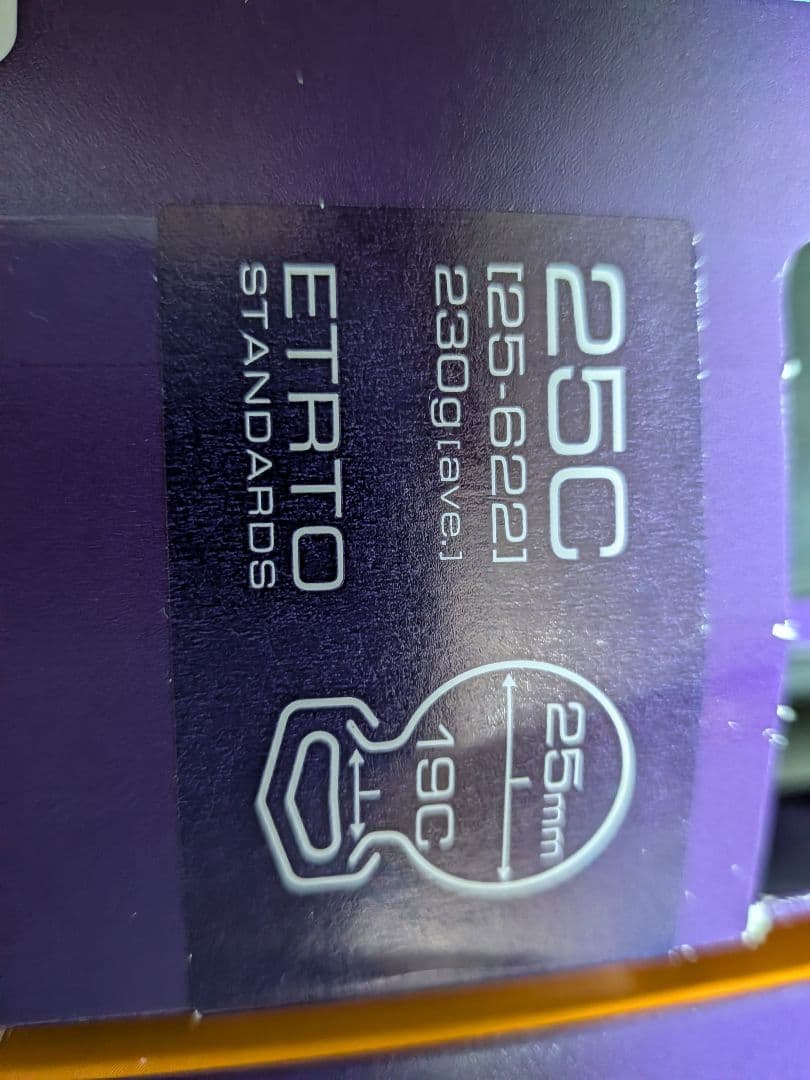 25C
[25-622]
230g[ave.]
ETRTO
STANDARDS
25mm
19C